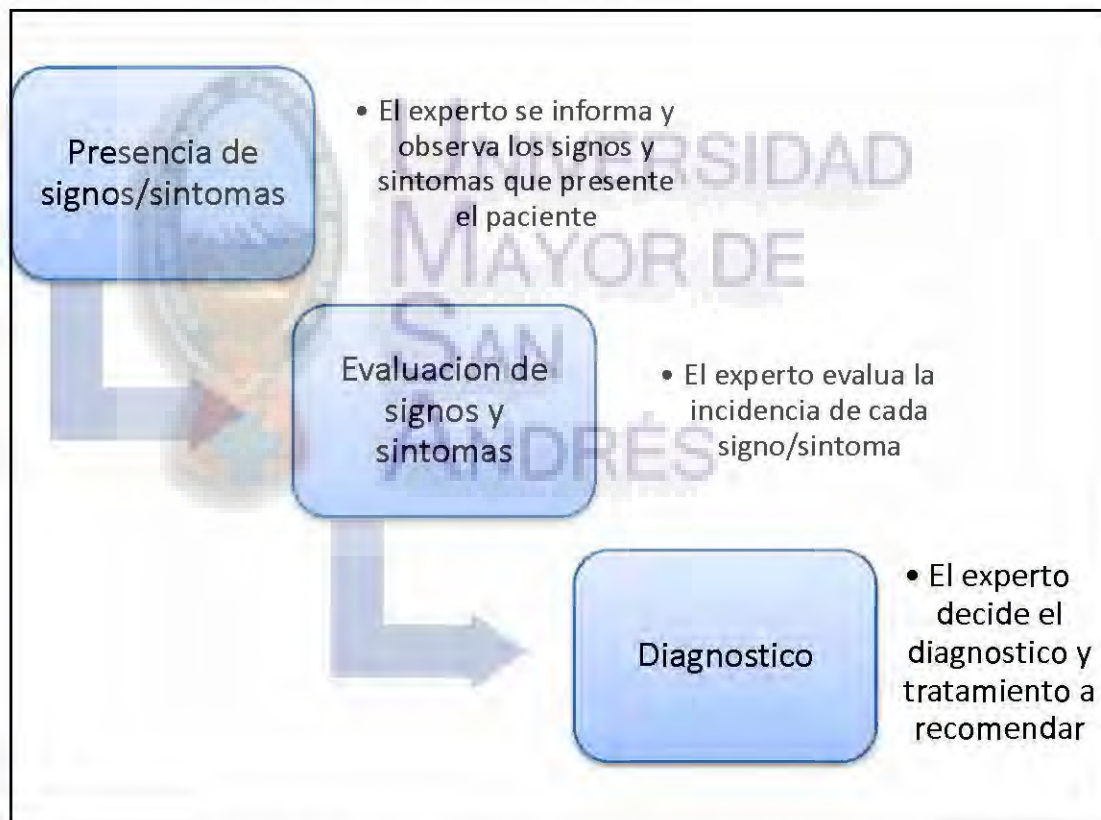 Presencia de
signos/sintomas
• El experto se informa y
observa los signos y
sintomas que presente
el paciente
UNIVERSIDAD
MAYOR DE
SAN
ANDRÉS
Evaluacion de
signos y
sintomas
• El experto evalua la
incidencia de cada
signo/sintoma
Diagnostico
• El experto
decide el
diagnostico y
tratamiento a
recomendar